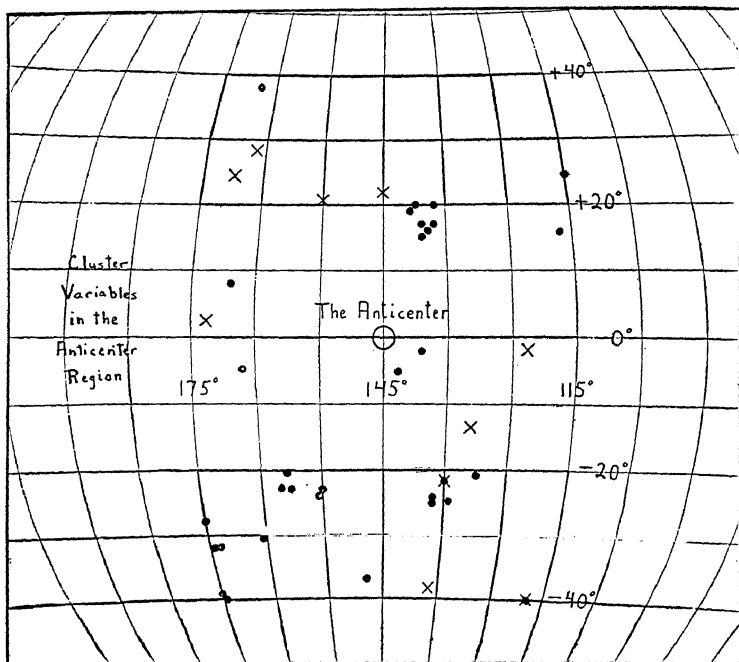 +40°
+20°
Cluster
Variables
in the
Anticenter
Region
The Anticenter
0°
175°
145°
115°
-20°
-40°